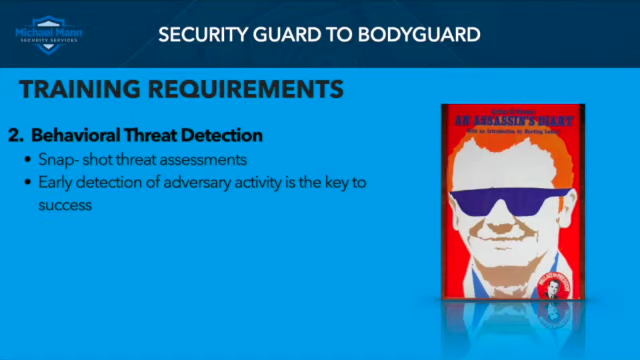 Michael Mann
SECURITY SERVICES
SECURITY GUARD TO BODYGUARD
TRAINING REQUIREMENTS
2. Behavioral Threat Detection
• Snap- shot threat assessments
• Early detection of adversary activity is the key to
success
AN ASSASSIN'S DIARY